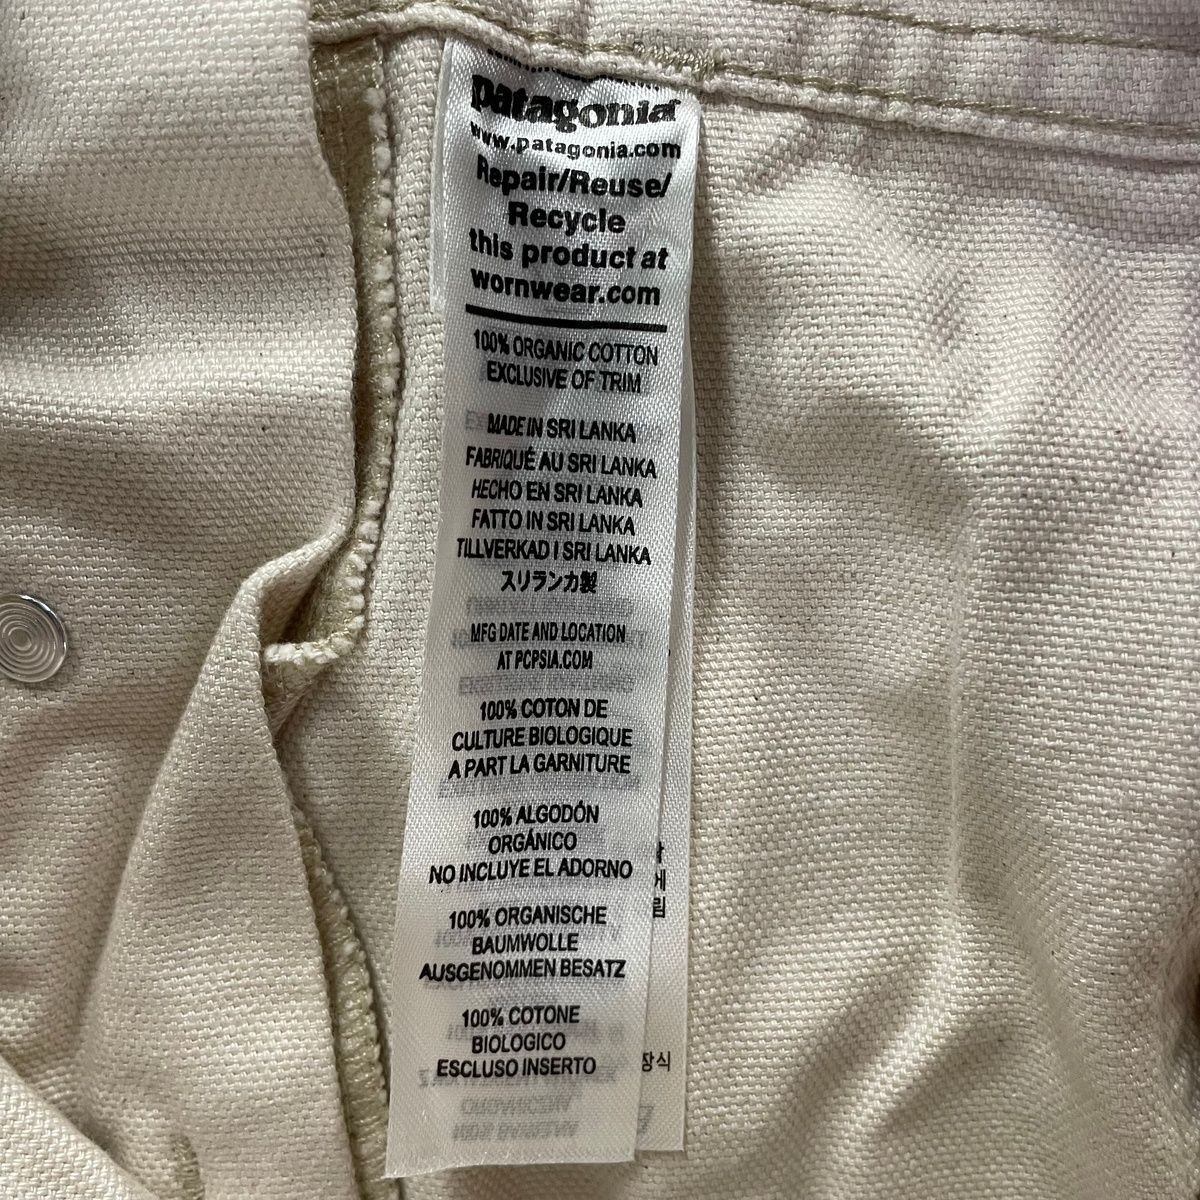 patagonia
www.patagonia.com
Repair/Reuse/
Recycle
this product at
wornwear.com
100% ORGANIC COTTON
EXCLUSIVE OF TRIM
MADE IN SRI LANKA
FABRIQUÉ AU SRI LANKA
HECHO EN SRI LANKA
FATTO IN SRI LANKA
TILLVERKAD I SRI LANKA
スリランカ製
MFG DATE AND LOCATION
AT PCPSIA.COM
100% COTON DE
CULTURE BIOLOGIQUE
A PART LA GARNITURE
100% ALGODÓN
ORGÁNICO
NO INCLUYE EL ADORNO
100% ORGANISCHE
BAUMWOLLE
AUSGENOMMEN BESATZ
100% COTONE
BIOLOGICO
ESCLUSO INSERTO
장식